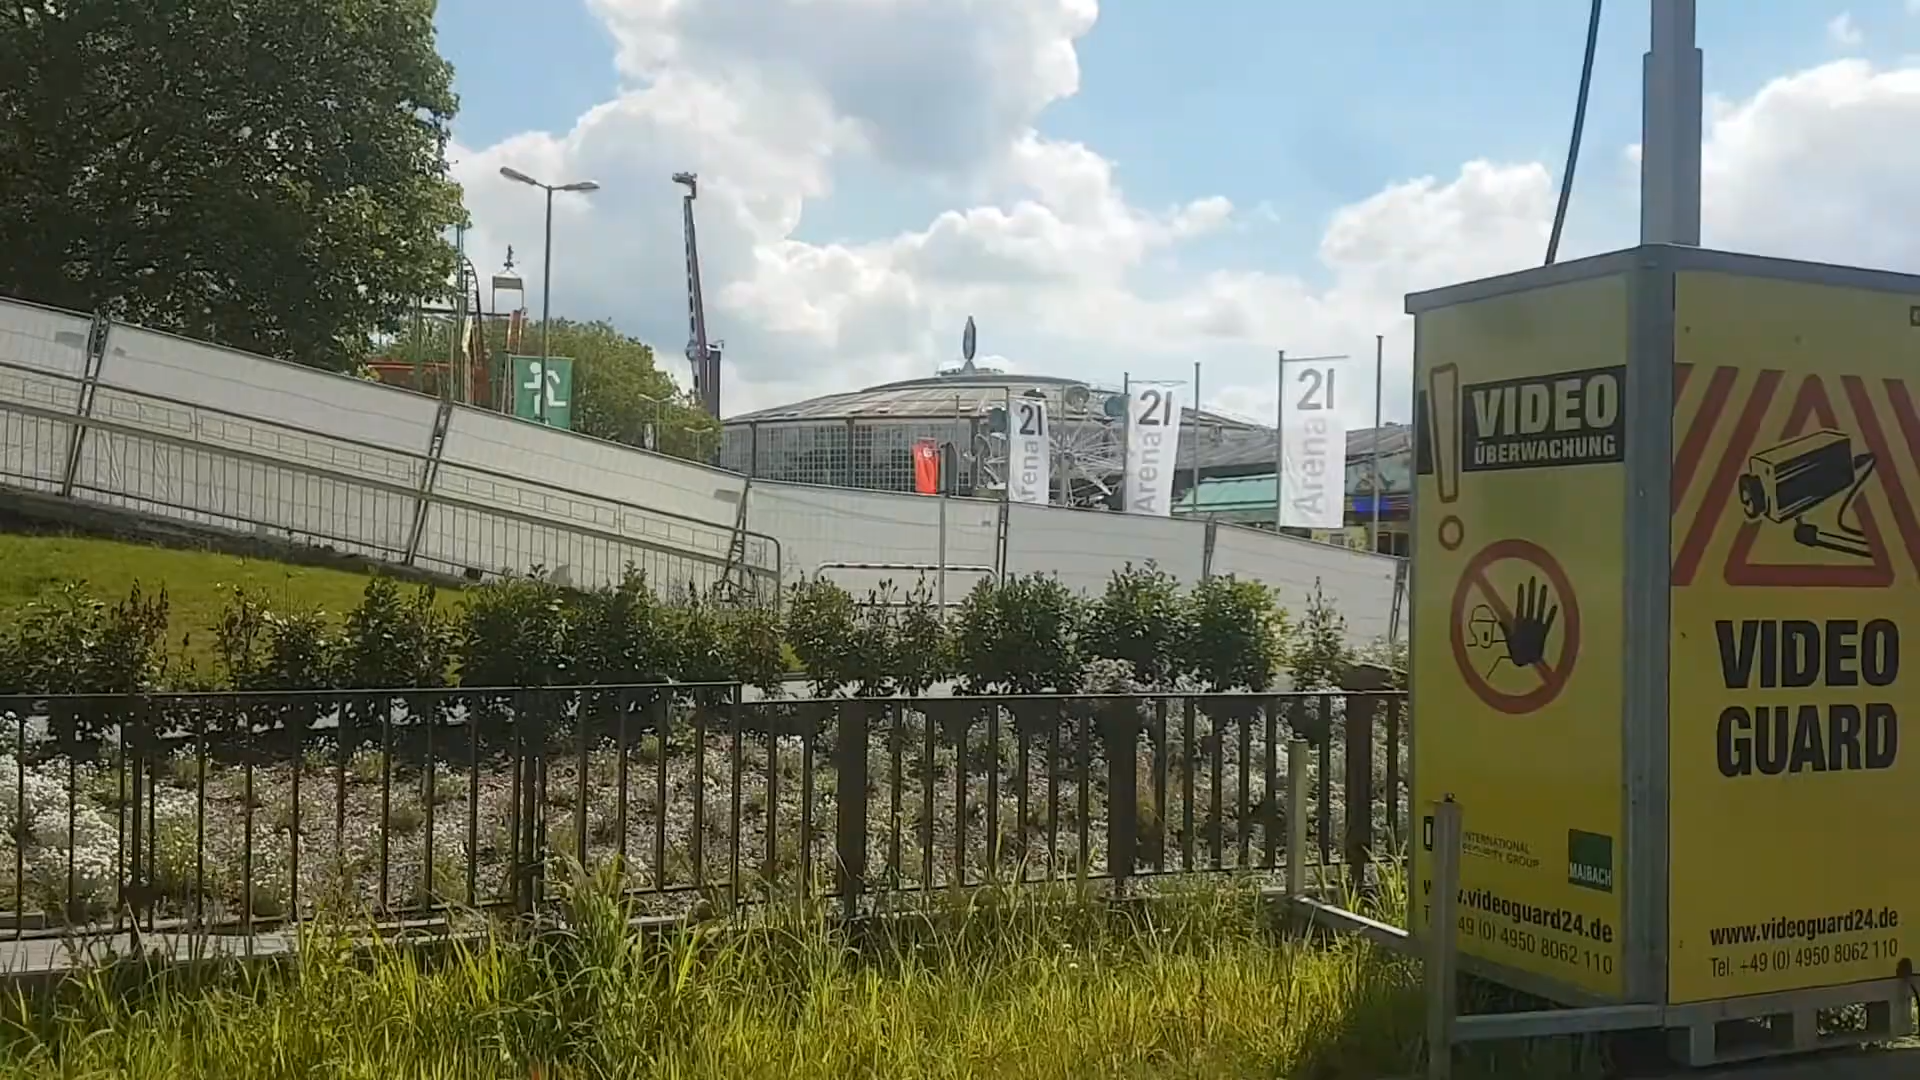 21
Arena
21
Arena
21
Arena
VIDEO
ÜBERWACHUNG
INTERNATIONAL
SECURITY GROUP
MAIBACH
www.videoguard24.de
49 (0) 4950 8062 110
VIDEO
GUARD
www.videoguard24.de
Tel. +49 (0) 4950 8062 110